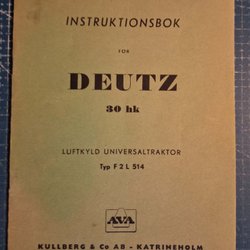 INSTRUKTIONSBOK
FÖR
DEUTZ
30 hk
LUFTKYLD UNIVERSALTRAKTOR
Typ F 2 L 514
AVA
KULLBERG & Co AB - KATRINEHOLM